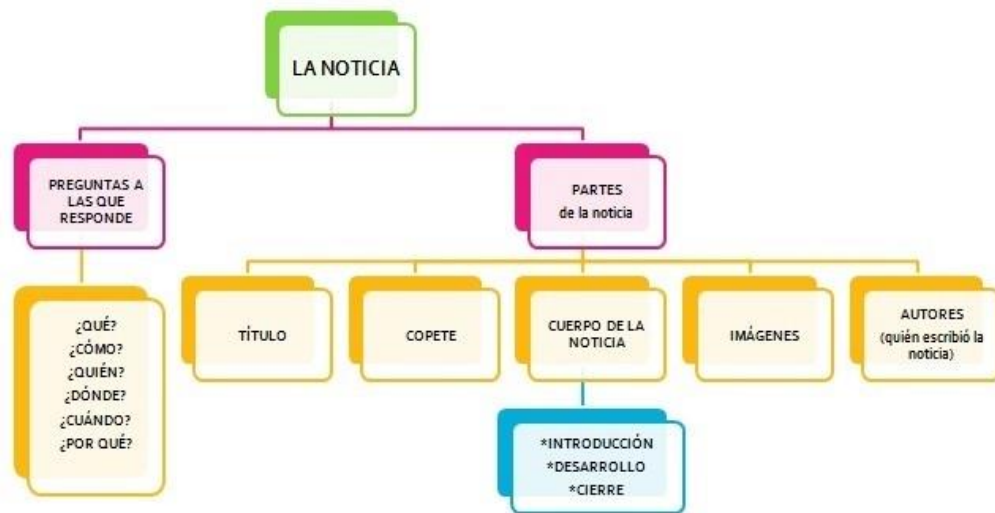 LA NOTICIA
PREGUNTAS A
LAS QUE
RESPONDE
PARTES
de la noticia
¿QUÉ?
¿CÓMO?
¿QUIÉN?
¿DÓNDE?
¿CUÁNDO?
¿POR QUÉ?
TÍTULO
COPETE
CUERPO DE LA
NOTICIA
IMÁGENES
AUTORES
(quién escribió la
noticia)
*INTRODUCCIÓN
*DESARROLLO
*CIERRE